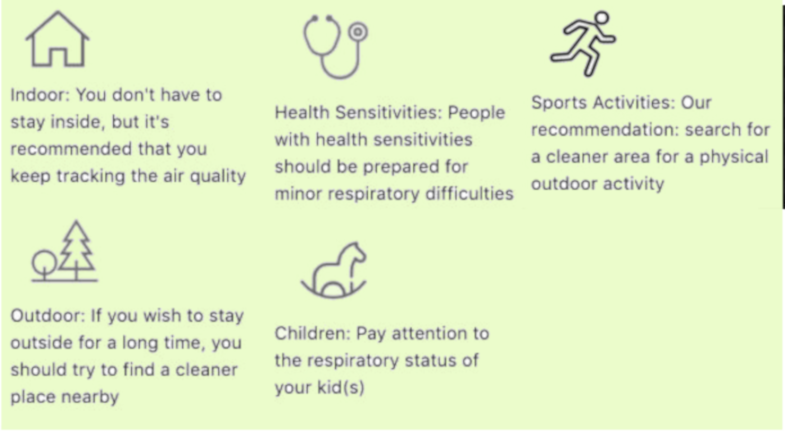 Indoor: You don't have to
stay inside, but it's
recommended that you
keep tracking the air quality
Health Sensitivities: People
with health sensitivities
should be prepared for
minor respiratory difficulties
Sports Activities: Our
recommendation: search for
a cleaner area for a physical
outdoor activity
Outdoor: If you wish to stay
outside for a long time, you
should try to find a cleaner
place nearby
Children: Pay attention to
the respiratory status of
your kid(s)